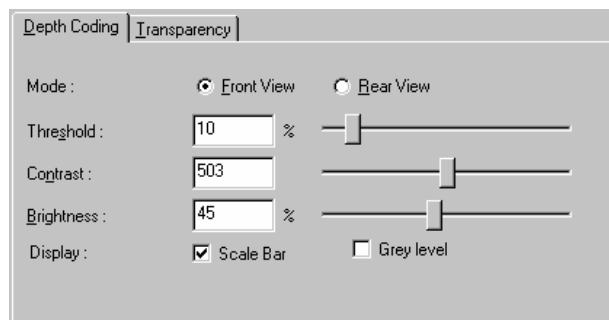 Depth Coding Transparency
Mode : Front View Rear View
Threshold : 10 %
Contrast : 503
Brightness : 45 %
Display : Scale Bar Grey level